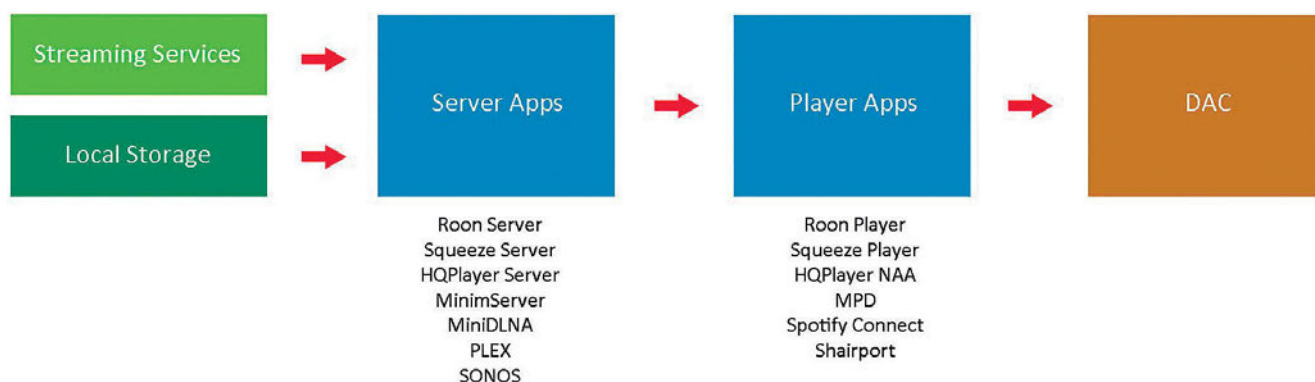 Streaming Services
Local Storage
Server Apps
Player Apps
DAC
Roon Server
Squeeze Server
HQPlayer Server
MinimServer
MiniDLNA
PLEX
SONOS
Roon Player
Squeeze Player
HQPlayer NAA
MPD
Spotify Connect
Shairport